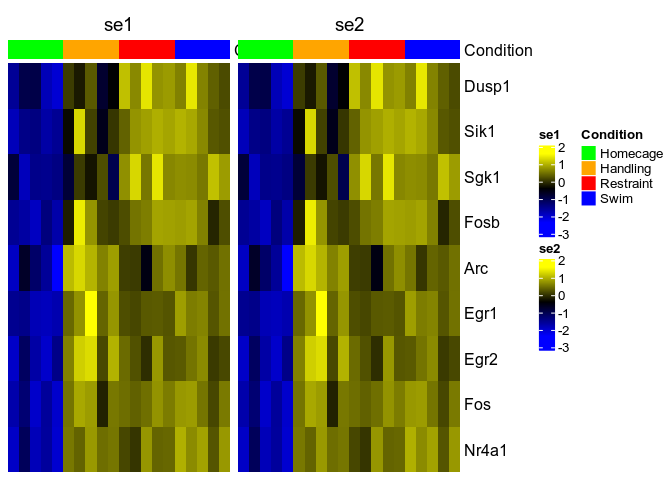 se1 se2
Condition
Dusp1
Sik1
Sgk1
Fosb
Arc
Egr1
Egr2
Fos
Nr4a1
se1
2
1
0
-1
-2
-3
se2
2
1
0
-1
-2
-3
Condition
Homecage
Handling
Restraint
Swim